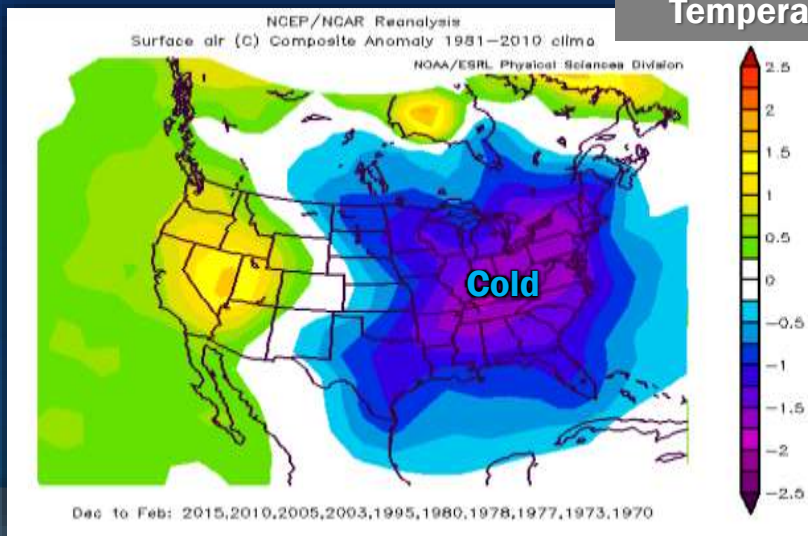 Tempera
NCEP/NCAR Reanalysis
Surface air (C) Composite Anomaly 1981-2010 climo
NOAA/ESRL Physical Sciences Division
2.5
2
1.5
1
0.5
0
-0.5
-1
-1.5
-2
-2.5
Cold
Dec to Feb: 2015,2010,2005,2003,1995,1980,1978,1977,1973,1970